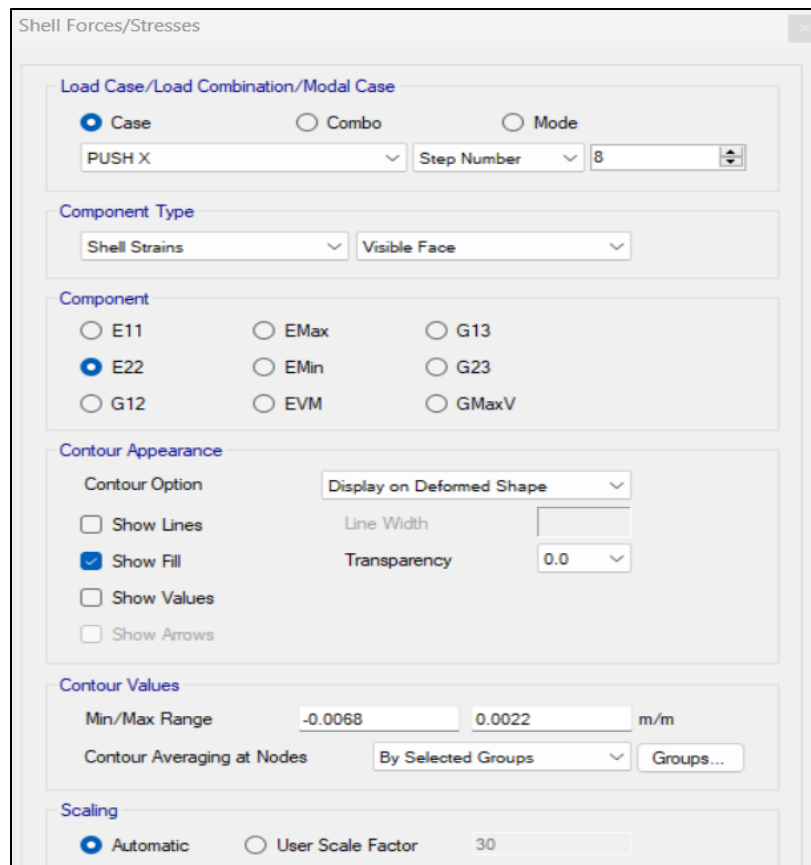 Shell Forces/Stresses
Load Case/Load Combination/Modal Case
Case Combo Mode
PUSH X Step Number 8
Component Type
Shell Strains Visible Face
Component
E11 EMax G13
E22 EMin G23
G12 EVM GMaxV
Contour Appearance
Contour Option Display on Deformed Shape
Show Lines Line Width
Show Fill Transparency 0.0
Show Values
Show Arrows
Contour Values
Min/Max Range -0.0068 0.0022 m/m
Contour Averaging at Nodes By Selected Groups Groups...
Scaling
Automatic User Scale Factor 30